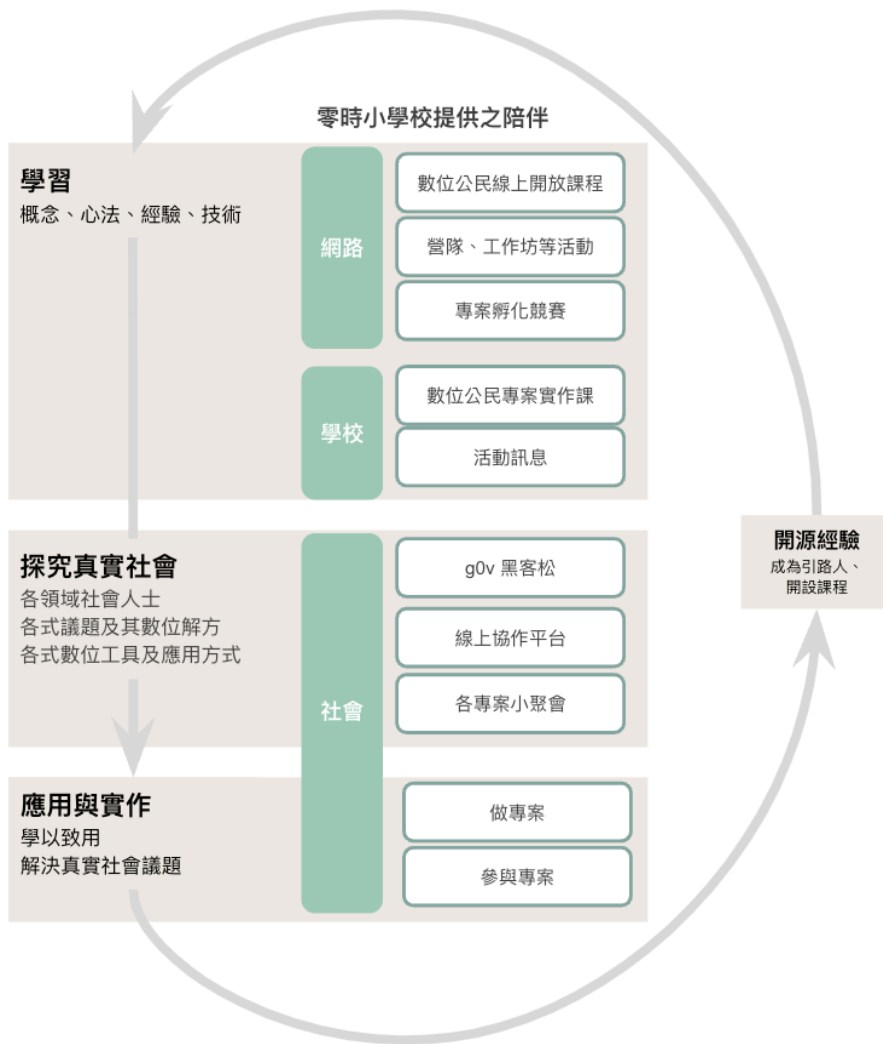 零時小學校提供之陪伴
學習
概念、心法、經驗、技術
網路
數位公民線上開放課程
營隊、工作坊等活動
專案孵化競賽
學校
數位公民專案實作課
活動訊息
探究真實社會
各領域社會人士
各式議題及其數位解方
各式數位工具及應用方式
社會
g0v 黑客松
線上協作平台
各專案小聚會
應用與實作
學以致用
解決真實社會議題
做專案
參與專案
開源經驗
成為引路人、
開設課程